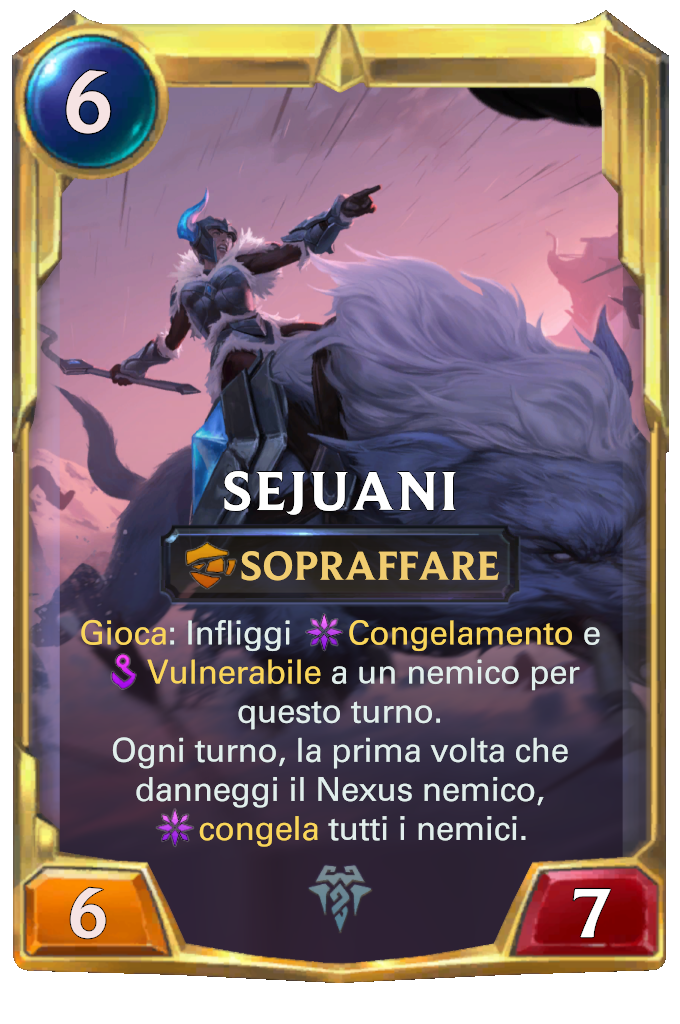 6
SEJUANI
SOPRAFFARE
Gioca: Infliggi Congelamento e
Vulnerabile a un nemico per
questo turno.
Ogni turno, la prima volta che
danneggi il Nexus nemico,
congela tutti i nemici.
6
7